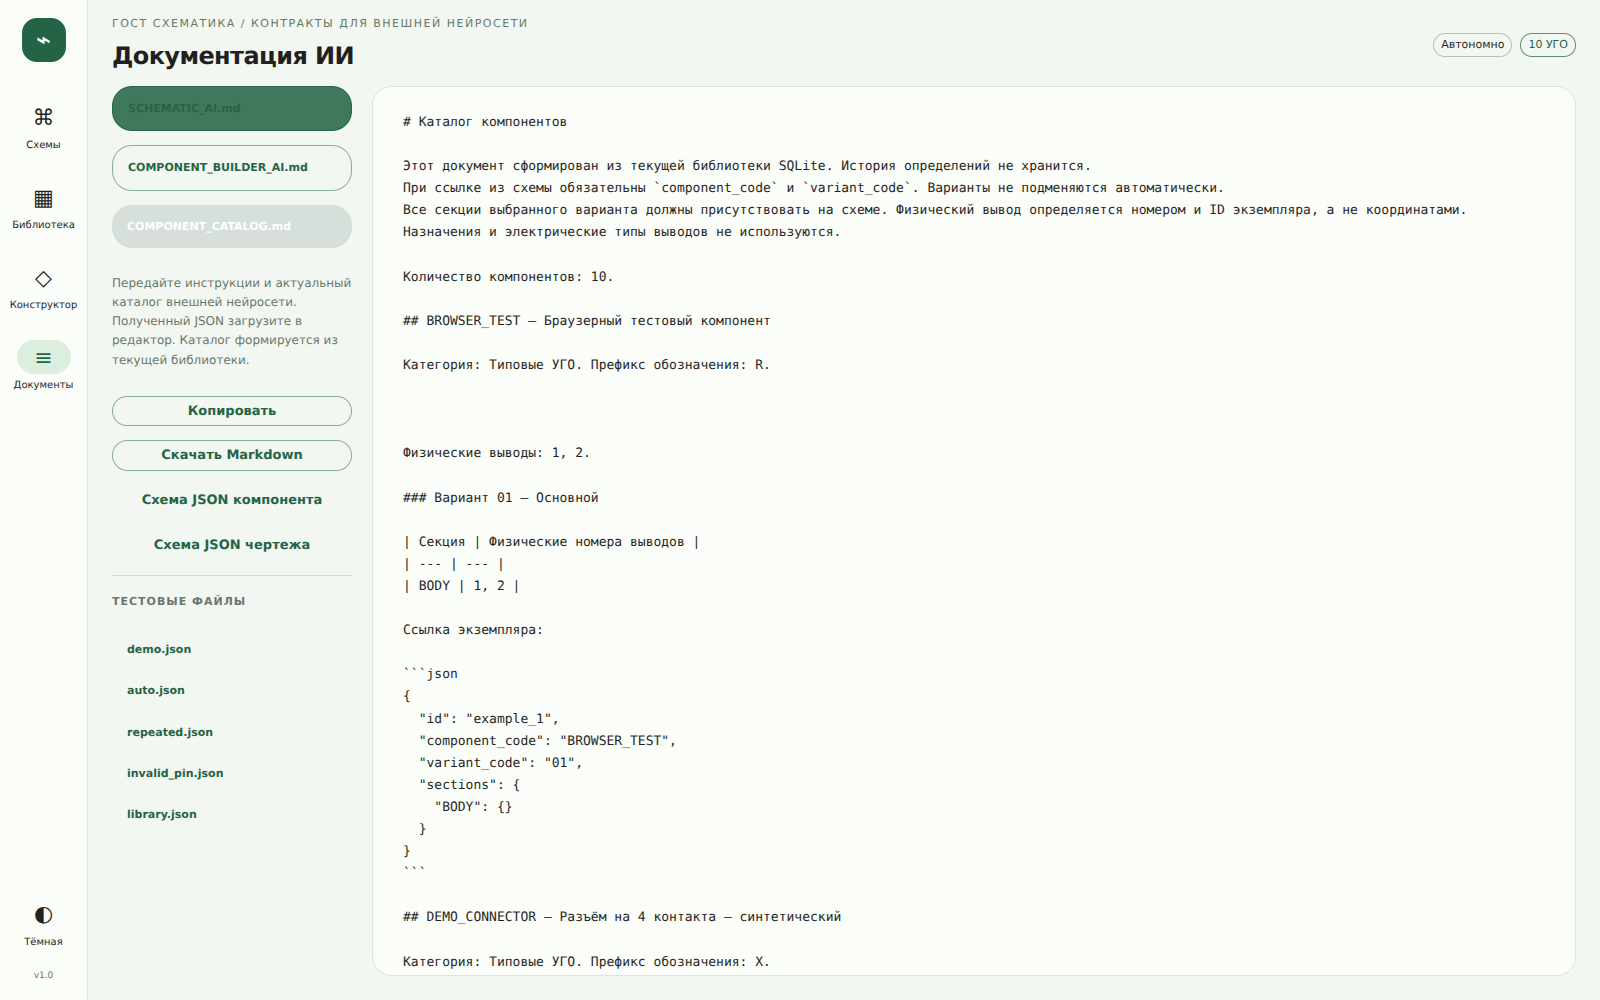 ГОСТ СХЕМАТИКА / КОНТРАКТЫ ДЛЯ ВНЕШНЕЙ НЕЙРОСЕТИ
Документация ИИ
Автономно
10 УГО
Схемы
Библиотека
Конструктор
Документы
Тёмная
v1.0
SCHEMATIC_AI.md
COMPONENT_BUILDER_AI.md
COMPONENT_CATALOG.md
Передайте инструкции и актуальный
каталог внешней нейросети.
Полученный JSON загрузите в
редактор. Каталог формируется из
текущей библиотеки.
Копировать
Скачать Markdown
Схема JSON компонента
Схема JSON чертежа
ТЕСТОВЫЕ ФАЙЛЫ
demo.json
auto.json
repeated.json
invalid_pin.json
library.json
# Каталог компонентов
Этот документ сформирован из текущей библиотеки SQLite. История определений не хранится.
При ссылке из схемы обязательны `component_code` и `variant_code`. Варианты не подменяются автоматически.
Все секции выбранного варианта должны присутствовать на схеме. Физический вывод определяется номером и ID экземпляра, а не координатами.
Назначения и электрические типы выводов не используются.
Количество компонентов: 10.
## BROWSER_TEST — Браузерный тестовый компонент
Категория: Типовые УГО. Префикс обозначения: R.
Физические выводы: 1, 2.
### Вариант 01 — Основной
| Секция | Физические номера выводов |
| --- | --- |
| BODY | 1, 2 |
Ссылка экземпляра:
```json
{
  "id": "example_1",
  "component_code": "BROWSER_TEST",
  "variant_code": "01",
  "sections": {
    "BODY": {}
  }
}
```
## DEMO_CONNECTOR — Разъём на 4 контакта — синтетический
Категория: Типовые УГО. Префикс обозначения: X.